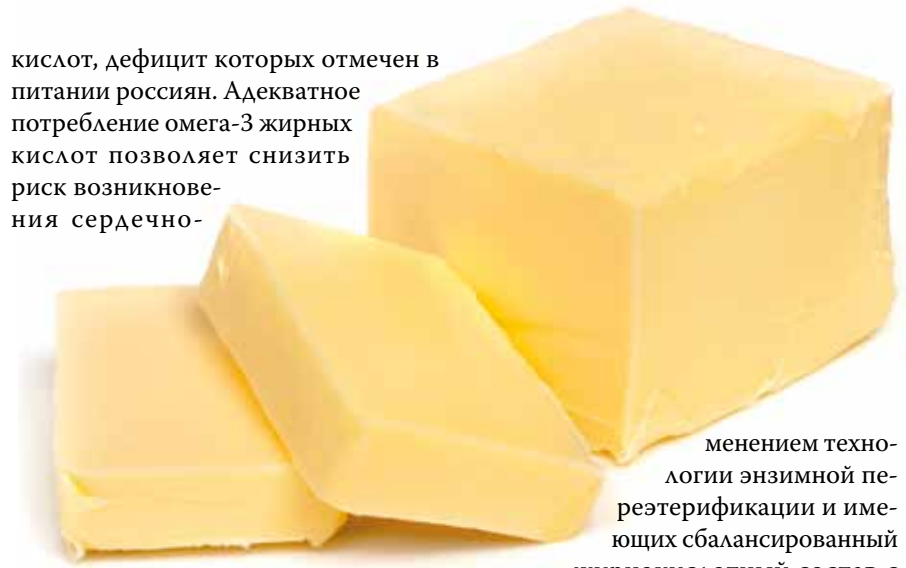 кислот, дефицит которых отмечен в
питании россиян. Адекватное
потребление омега-3 жирных
кислот позволяет снизить
риск возникнове-
ния сердечно-
менением техно-
логии энзимной пе-
реэтерификации и име-
ющих сбалансированный